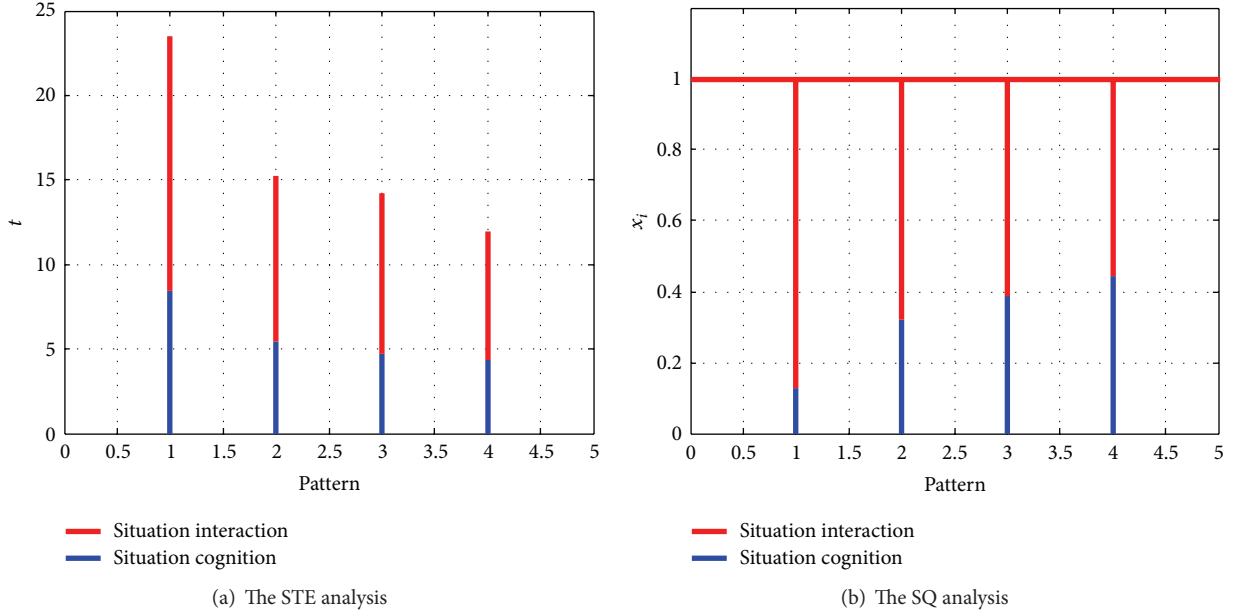 25
20
15
10
5
0
t
0 0.5 1 1.5 2 2.5 3 3.5 4 4.5 5
Pattern
Situation interaction
Situation cognition
(a) The STE analysis
1
0.8
0.6
0.4
0.2
0
x_i
0 0.5 1 1.5 2 2.5 3 3.5 4 4.5 5
Pattern
Situation interaction
Situation cognition
(b) The SQ analysis